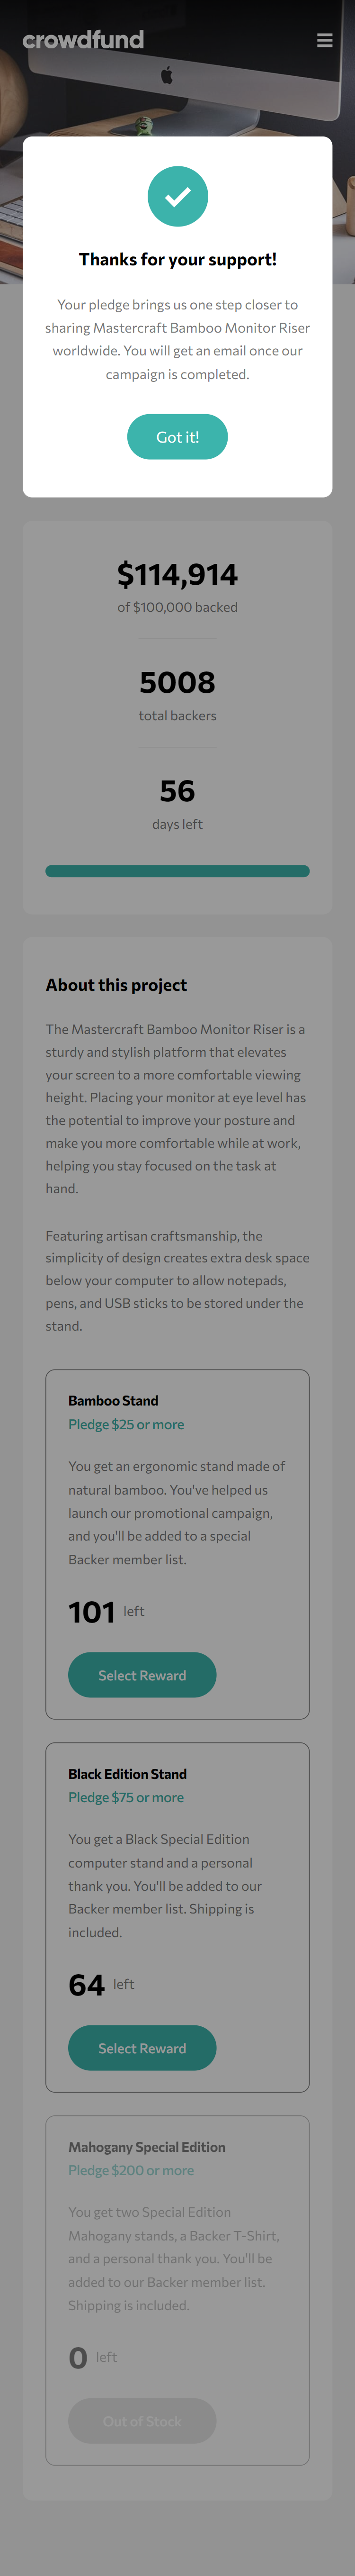 crowdfund
Thanks for your support!
Your pledge brings us one step closer to
sharing Mastercraft Bamboo Monitor Riser
worldwide. You will get an email once our
campaign is completed.
Got it!
$114,914
of $100,000 backed
5008
total backers
56
days left
About this project
The Mastercraft Bamboo Monitor Riser is a
sturdy and stylish platform that elevates
your screen to a more comfortable viewing
height. Placing your monitor at eye level has
the potential to improve your posture and
make you more comfortable while at work,
helping you stay focused on the task at
hand.
Featuring artisan craftsmanship, the
simplicity of design creates extra desk space
below your computer to allow notepads,
pens, and USB sticks to be stored under the
stand.
Bamboo Stand
Pledge $25 or more
You get an ergonomic stand made of
natural bamboo. You've helped us
launch our promotional campaign,
and you'll be added to a special
Backer member list.
101 left
Select Reward
Black Edition Stand
Pledge $75 or more
You get a Black Special Edition
computer stand and a personal
thank you. You'll be added to our
Backer member list. Shipping is
included.
64 left
Select Reward
Mahogany Special Edition
Pledge $200 or more
You get two Special Edition
Mahogany stands, a Backer T-Shirt,
and a personal thank you. You'll be
added to our Backer member list.
Shipping is included.
0 left
Out of Stock